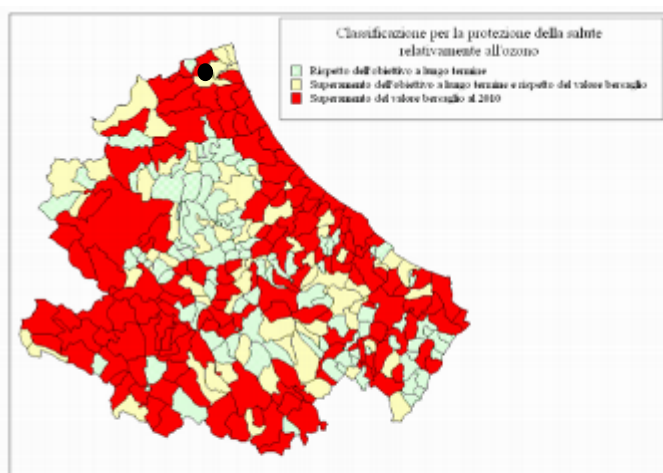 Classificazione per la protezione della salute
relativamente all'ozono
Rispetto dell'obiettivo a lungo termine
Superamento dell'obiettivo a lungo termine e rispetto del valore bersaglio
Superamento del valore bersaglio al 2010